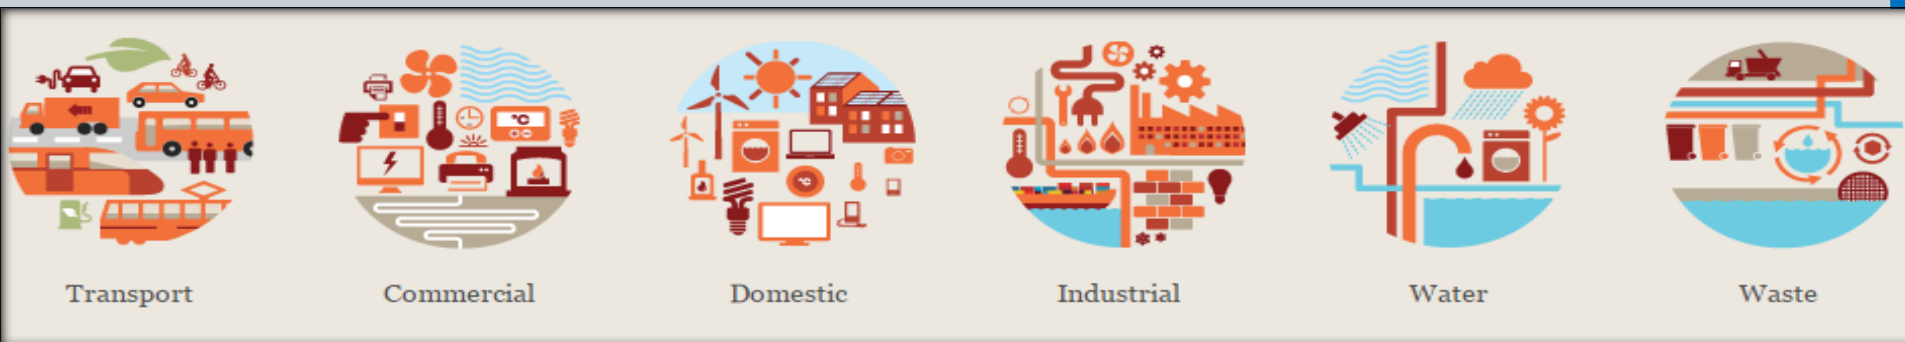 °C
°C
Transport
Commercial
Domestic
Industrial
Water
Waste